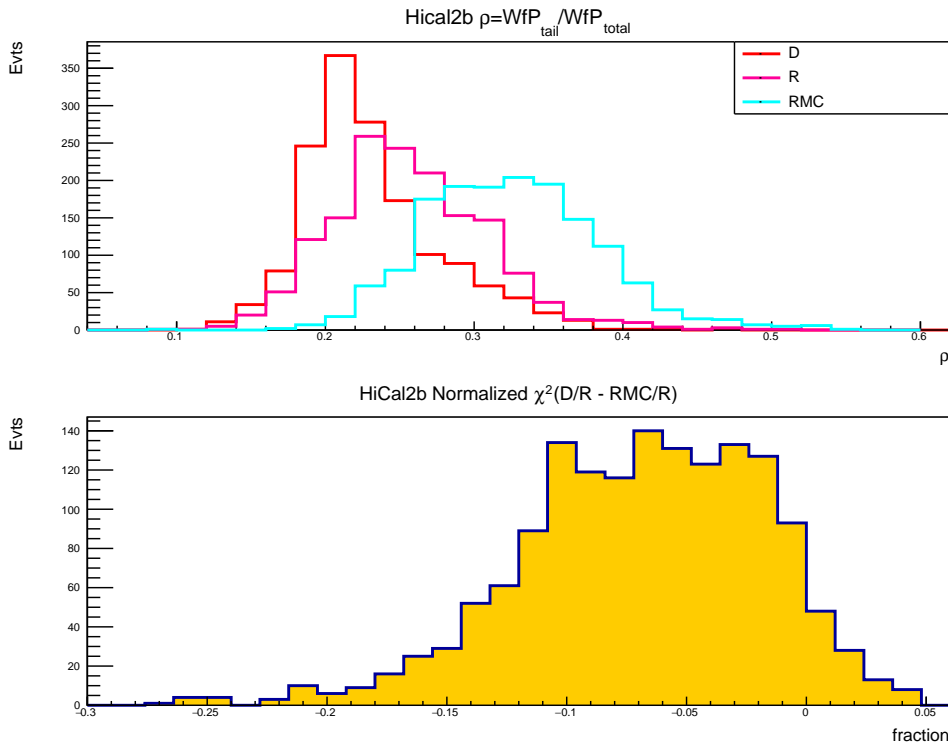 Hical2b ρ=WfP_tail/WfP_total
Evts
D
R
RMC
350
300
250
200
150
100
50
0
0.1 0.2 0.3 0.4 0.5 0.6
ρ
HiCal2b Normalized χ²(D/R - RMC/R)
Evts
140
120
100
80
60
40
20
0
−0.3 −0.25 −0.2 −0.15 −0.1 −0.05 0 0.05
fraction